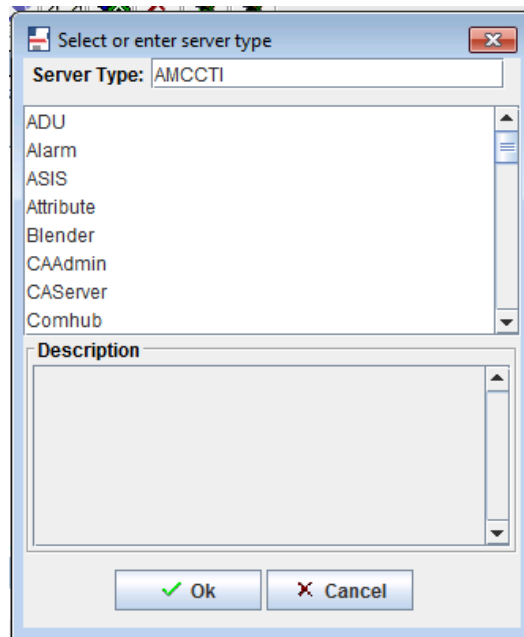 Select or enter server type
Server Type: AMCCTI
ADU
Alarm
ASIS
Attribute
Blender
CAAdmin
CAServer
Comhub
Description
Ok Cancel